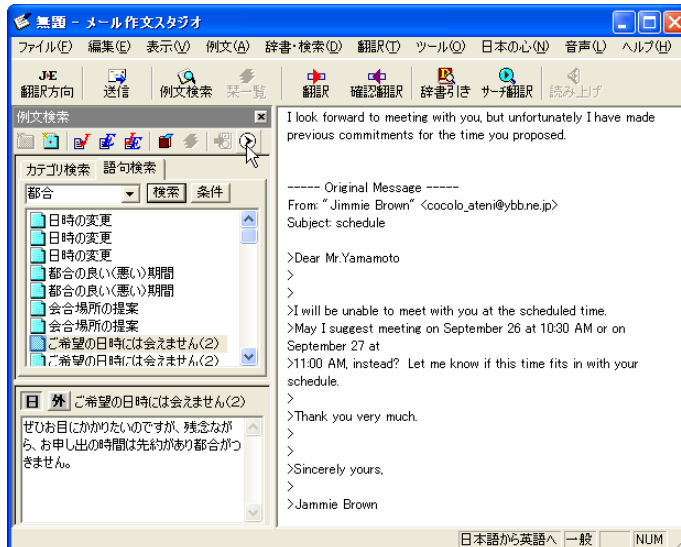 無題 - メール作文スタジオ
ファイル(F) 編集(E) 表示(V) 例文(A) 辞書・検索(D) 翻訳(T) ツール(O) 日本の心(N) 音声(L) ヘルプ(H)
J·E
翻訳方向 送信 例文検索 栞一覧 翻訳 確認翻訳 辞書引き サーチ翻訳 読み上げ
例文検索
カテゴリ検索 語句検索
都合 検索 条件
日時の変更
日時の変更
日時の変更
都合の良い(悪い)期間
都合の良い(悪い)期間
会合場所の提案
会合場所の提案
ご希望の日時には会えません(2)
ご希望の日時には会えません(2)
日 外 ご希望の日時には会えません(2)
ぜひお目にかかりたいのですが、残念なが
ら、お申し出の時間は先約があり都合がつ
きません。
I look forward to meeting with you, but unfortunately I have made
previous commitments for the time you proposed.
----- Original Message -----
From: "Jimmie Brown" <cocolo_ateni@ybb.ne.jp>
Subject: schedule
>Dear Mr.Yamamoto
>
>
>I will be unable to meet with you at the scheduled time.
>May I suggest meeting on September 26 at 10:30 AM or on
September 27 at
>11:00 AM, instead? Let me know if this time fits in with your
schedule.
>
>Thank you very much.
>
>
>Sincerely yours,
>
>Jammie Brown
日本語から英語へ 一般 NUM